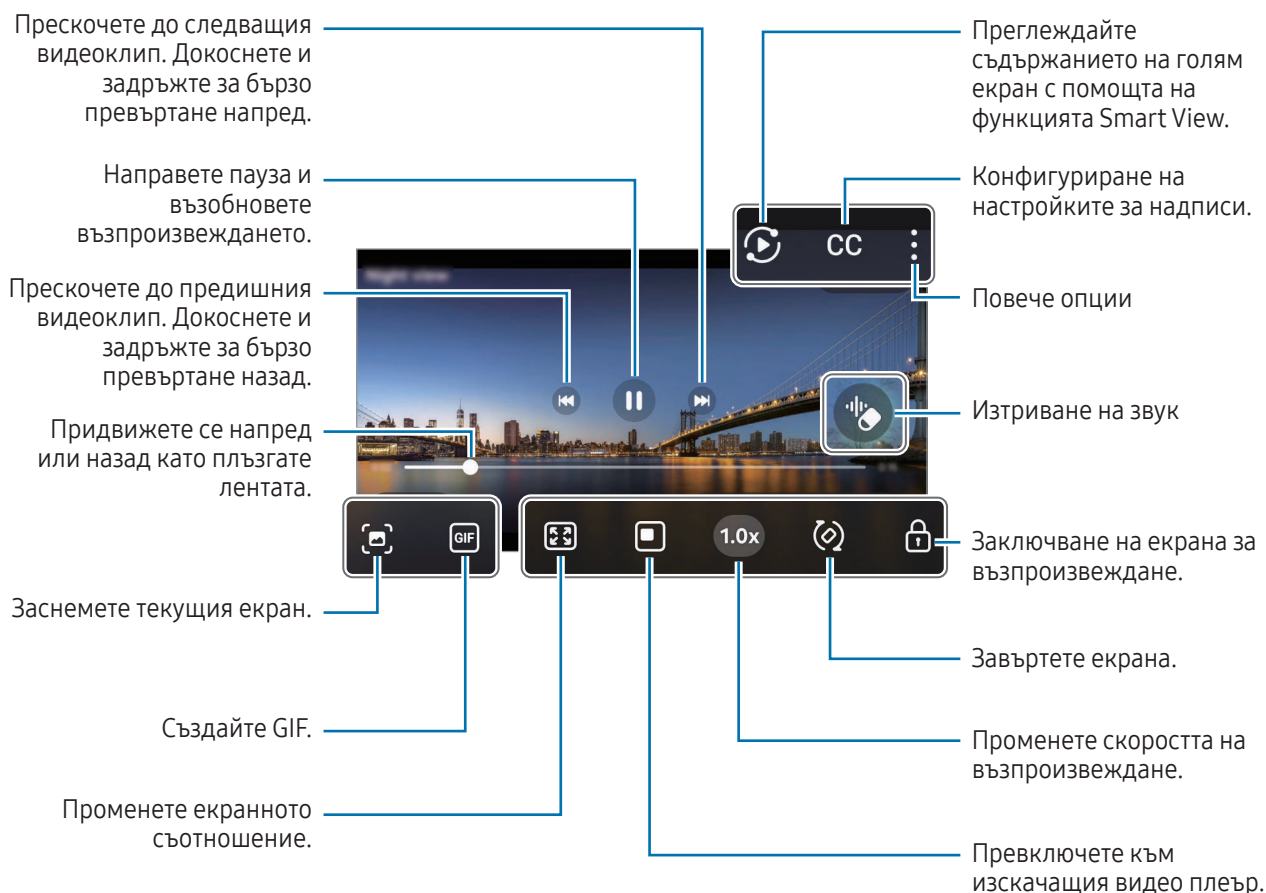 Прескочете до следващия
видеоклип. Докоснете и
задръжте за бързо
превъртане напред.
Направете пауза и
възобновете
възпроизвеждането.
Прескочете до предишния
видеоклип. Докоснете и
задръжте за бързо
превъртане назад.
Придвижете се напред
или назад като плъзгате
лентата.
Заснемете текущия екран.
Създайте GIF.
Променете екранното
съотношение.
Преглеждайте
съдържанието на голям
екран с помощта на
функцията Smart View.
Конфигуриране на
настройките за надписи.
Повече опции
Изтриване на звук
Заключване на екрана за
възпроизвеждане.
Завъртете екрана.
Променете скоростта на
възпроизвеждане.
Превключете към
изскачащия видео плеър.
CC
Night view
GIF
1.0x